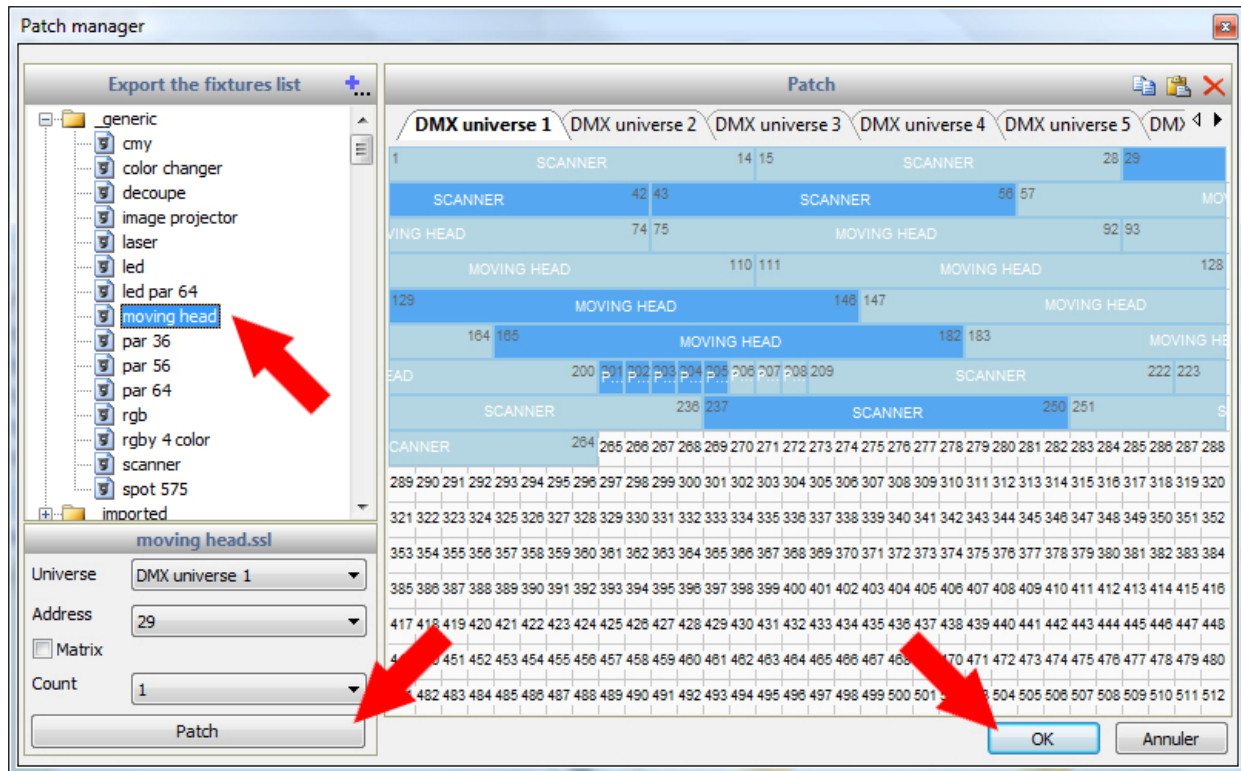 Patch manager
Export the fixtures list
_generic
cmy
color changer
decoupe
image projector
laser
led
led par 64
moving head
par 36
par 56
par 64
rgb
rgby 4 color
scanner
spot 575
imported
moving head.ssl
Universe DMX universe 1
Address 29
Matrix
Count 1
Patch
Patch
DMX universe 1 DMX universe 2 DMX universe 3 DMX universe 4 DMX universe 5 DMX
1 SCANNER 14 15 SCANNER 28 29
SCANNER 42 43 SCANNER 56 57 MOV
VING HEAD 74 75 MOVING HEAD 92 93
MOVING HEAD 110 111 MOVING HEAD 128
129 MOVING HEAD 146 147 MOVING HEAD
164 165 MOVING HEAD 182 183 MOVING HE
EAD 200 201 202 203 204 205 206 207 208 209 SCANNER 222 223
P... P... P... P... P... P... P... P...
SCANNER 236 237 SCANNER 250 251 S
SCANNER 264 265 266 267 268 269 270 271 272 273 274 275 276 277 278 279 280 281 282 283 284 285 286 287 288
289 290 291 292 293 294 295 296 297 298 299 300 301 302 303 304 305 306 307 308 309 310 311 312 313 314 315 316 317 318 319 320
321 322 323 324 325 326 327 328 329 330 331 332 333 334 335 336 337 338 339 340 341 342 343 344 345 346 347 348 349 350 351 352
353 354 355 356 357 358 359 360 361 362 363 364 365 366 367 368 369 370 371 372 373 374 375 376 377 378 379 380 381 382 383 384
385 386 387 388 389 390 391 392 393 394 395 396 397 398 399 400 401 402 403 404 405 406 407 408 409 410 411 412 413 414 415 416
417 418 419 420 421 422 423 424 425 426 427 428 429 430 431 432 433 434 435 436 437 438 439 440 441 442 443 444 445 446 447 448
451 452 453 454 455 456 457 458 459 460 461 462 463 464 465 466 467 471 472 473 474 475 476 477 478 479 480
482 483 484 485 486 487 488 489 490 491 492 493 494 495 496 497 498 499 500 501 504 505 506 507 508 509 510 511 512
OK Annuler